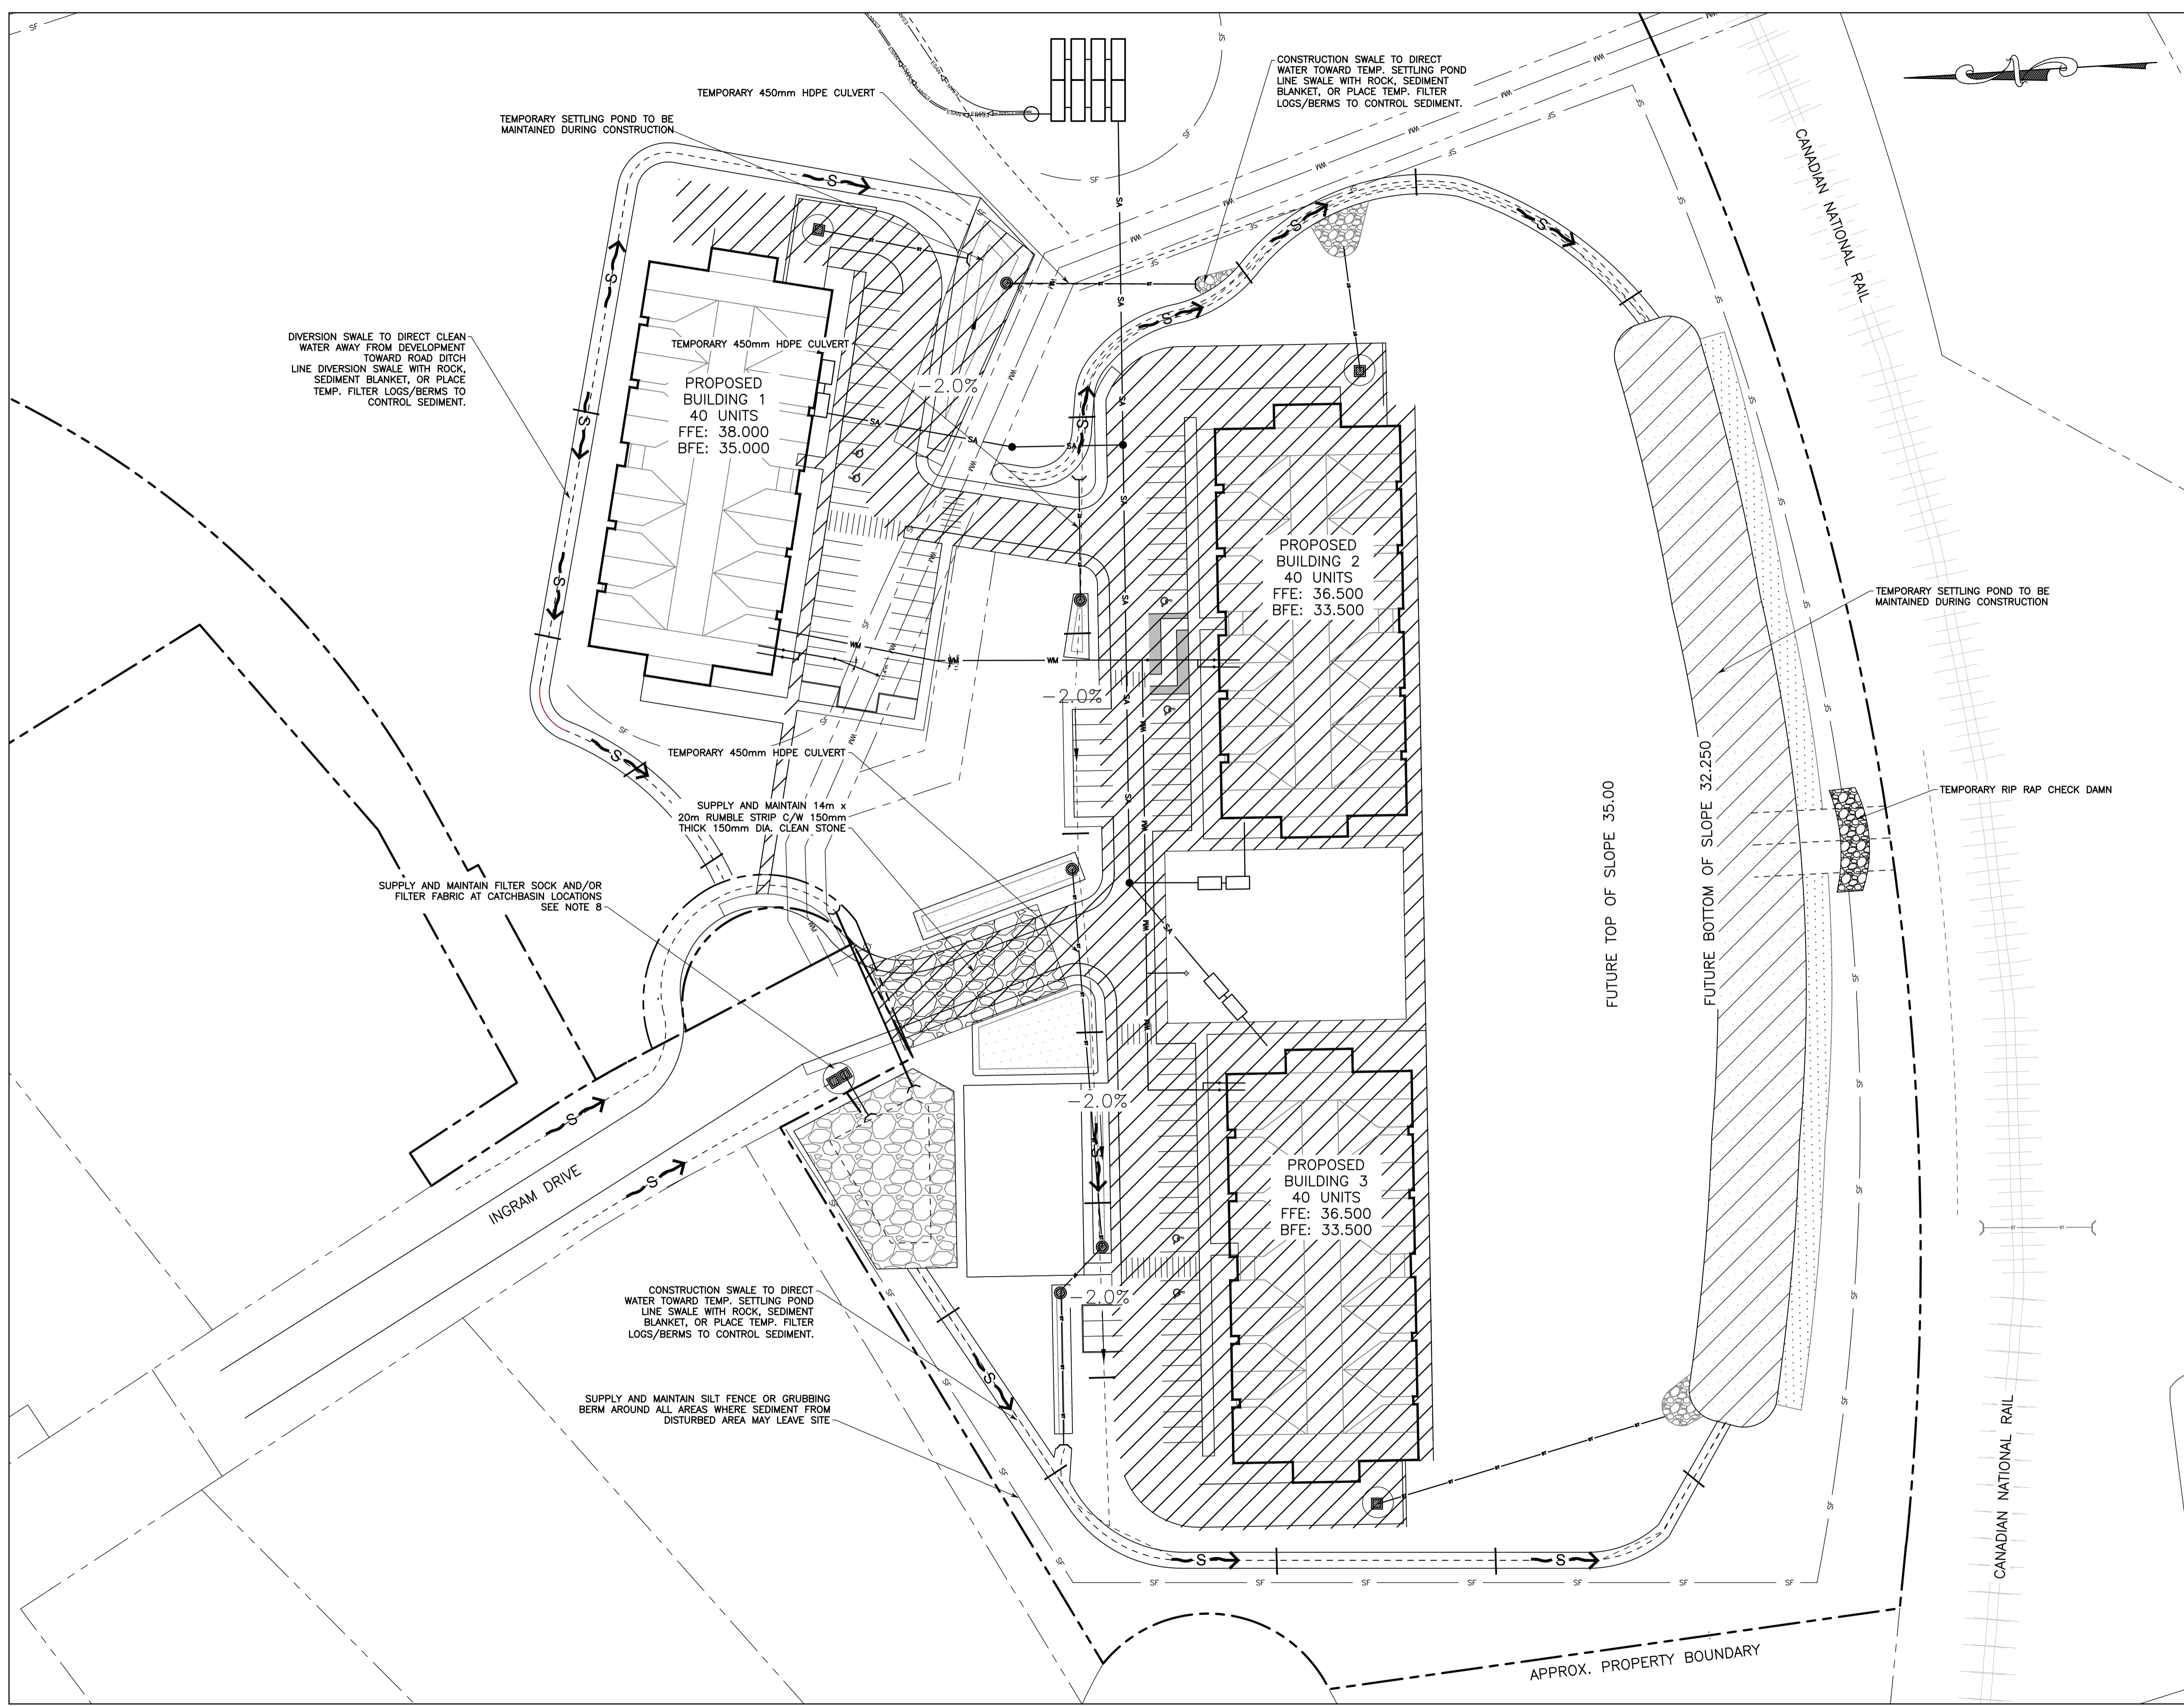 CONSTRUCTION SWALE TO DIRECT
WATER TOWARD TEMP. SETTLING POND
LINE SWALE WITH ROCK, SEDIMENT
BLANKET, OR PLACE TEMP. FILTER
LOGS/BERMS TO CONTROL SEDIMENT.
TEMPORARY 450mm HDPE CULVERT
TEMPORARY SETTLING POND TO BE
MAINTAINED DURING CONSTRUCTION
CANADIAN NATIONAL RAIL
DIVERSION SWALE TO DIRECT CLEAN
WATER AWAY FROM DEVELOPMENT
TOWARD ROAD DITCH
LINE DIVERSION SWALE WITH ROCK,
SEDIMENT BLANKET, OR PLACE
TEMP. FILTER LOGS/BERMS TO
CONTROL SEDIMENT.
TEMPORARY 450mm HDPE CULVERT
-2.0%
PROPOSED
BUILDING 1
40 UNITS
FFE: 38.000
BFE: 35.000
PROPOSED
BUILDING 2
40 UNITS
FFE: 36.500
BFE: 33.500
TEMPORARY SETTLING POND TO BE
MAINTAINED DURING CONSTRUCTION
-2.0%
TEMPORARY 450mm HDPE CULVERT
SUPPLY AND MAINTAIN 14m x
20m RUMBLE STRIP C/W 150mm
THICK 150mm DIA. CLEAN STONE
FUTURE TOP OF SLOPE 35.00
FUTURE BOTTOM OF SLOPE 32.250
TEMPORARY RIP RAP CHECK DAMN
SUPPLY AND MAINTAIN FILTER SOCK AND/OR
FILTER FABRIC AT CATCHBASIN LOCATIONS
SEE NOTE 8
-2.0%
INGRAM DRIVE
PROPOSED
BUILDING 3
40 UNITS
FFE: 36.500
BFE: 33.500
-2.0%
CONSTRUCTION SWALE TO DIRECT
WATER TOWARD TEMP. SETTLING POND
LINE SWALE WITH ROCK, SEDIMENT
BLANKET, OR PLACE TEMP. FILTER
LOGS/BERMS TO CONTROL SEDIMENT.
SUPPLY AND MAINTAIN SILT FENCE OR GRUBBING
BERM AROUND ALL AREAS WHERE SEDIMENT FROM
DISTURBED AREA MAY LEAVE SITE
CANADIAN NATIONAL RAIL
APPROX. PROPERTY BOUNDARY